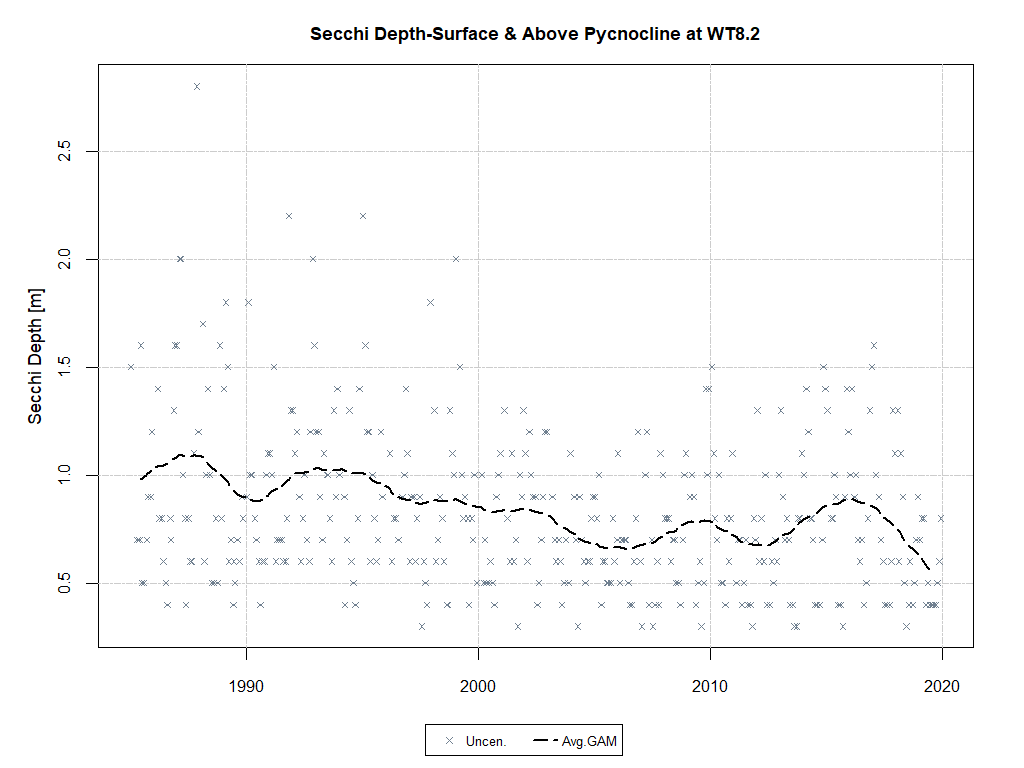 Secchi Depth-Surface & Above Pycnocline at WT8.2
Secchi Depth [m]
2.5
2.0
1.5
1.0
0.5
1990 2000 2010 2020
Uncen. Avg.GAM